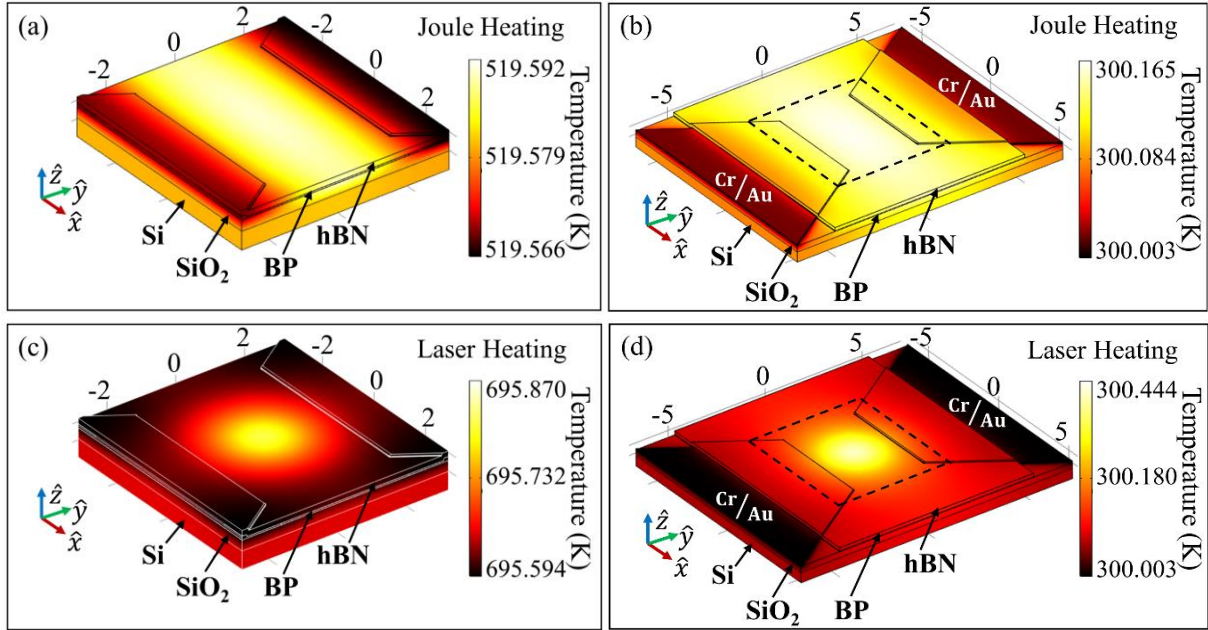 (a)
Joule Heating
2
0
-2
-2
0
2
519.592
519.579
519.566
Temperature (K)
ẑ
ŷ
x̂
Si
SiO₂
BP
hBN
(b)
Joule Heating
5
0
-5
-5
0
5
Cr/Au
Cr/Au
300.165
300.084
300.003
Temperature (K)
ẑ
ŷ
x̂
Si
SiO₂
BP
hBN
(c)
Laser Heating
2
0
-2
-2
0
2
695.870
695.732
695.594
Temperature (K)
ẑ
ŷ
x̂
Si
SiO₂
BP
hBN
(d)
Laser Heating
5
0
-5
-5
0
5
Cr/Au
Cr/Au
300.444
300.180
300.003
Temperature (K)
ẑ
ŷ
x̂
Si
SiO₂
BP
hBN